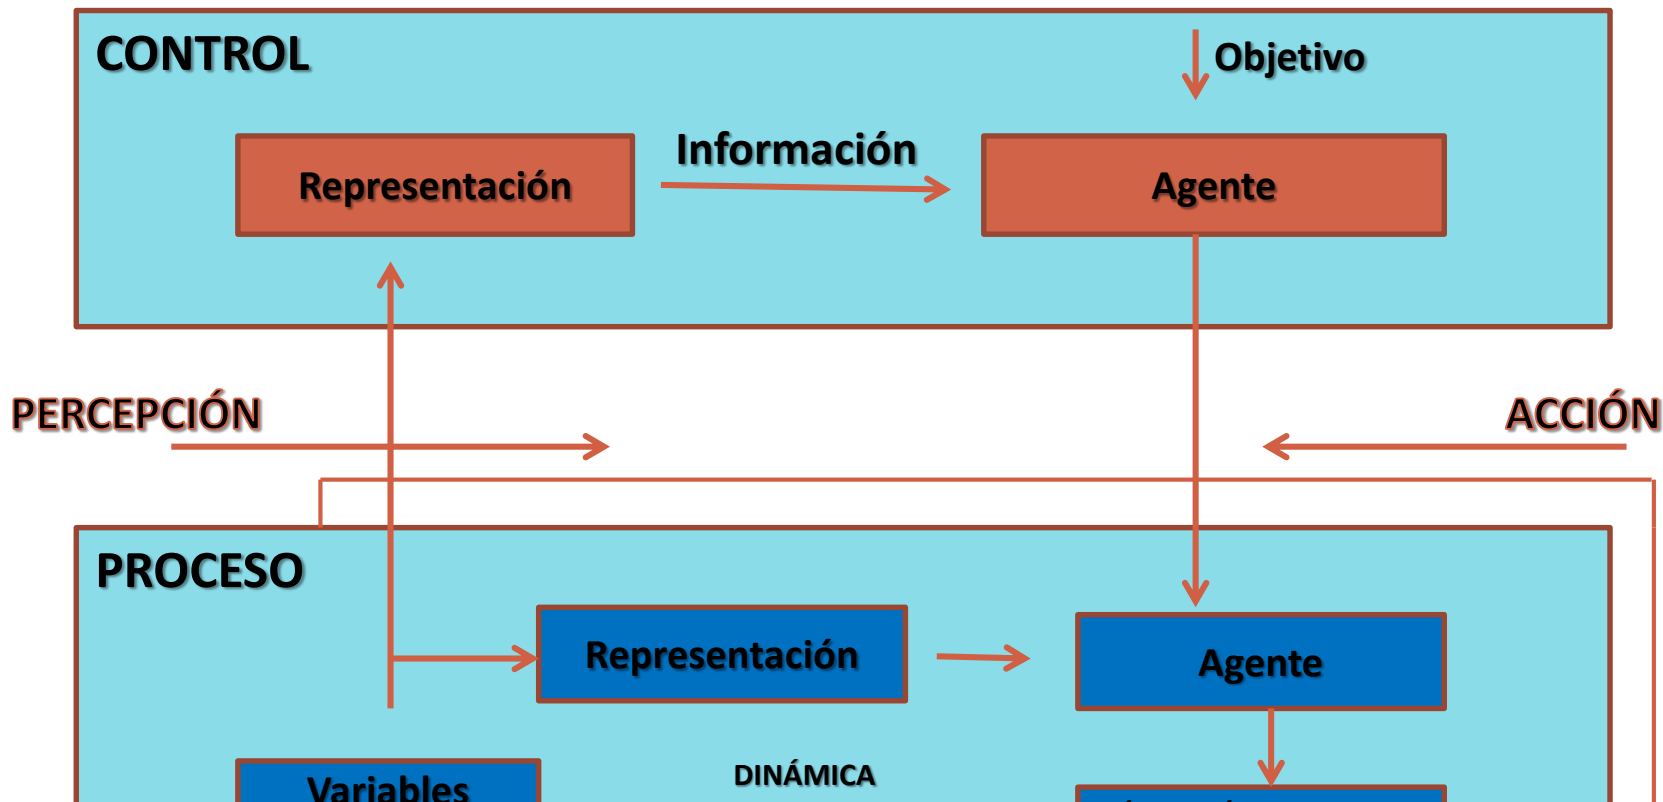 CONTROL
Objetivo
Información
Representación
Agente
PERCEPCIÓN
ACCIÓN
PROCESO
Representación
Agente
DINÁMICA
Variables